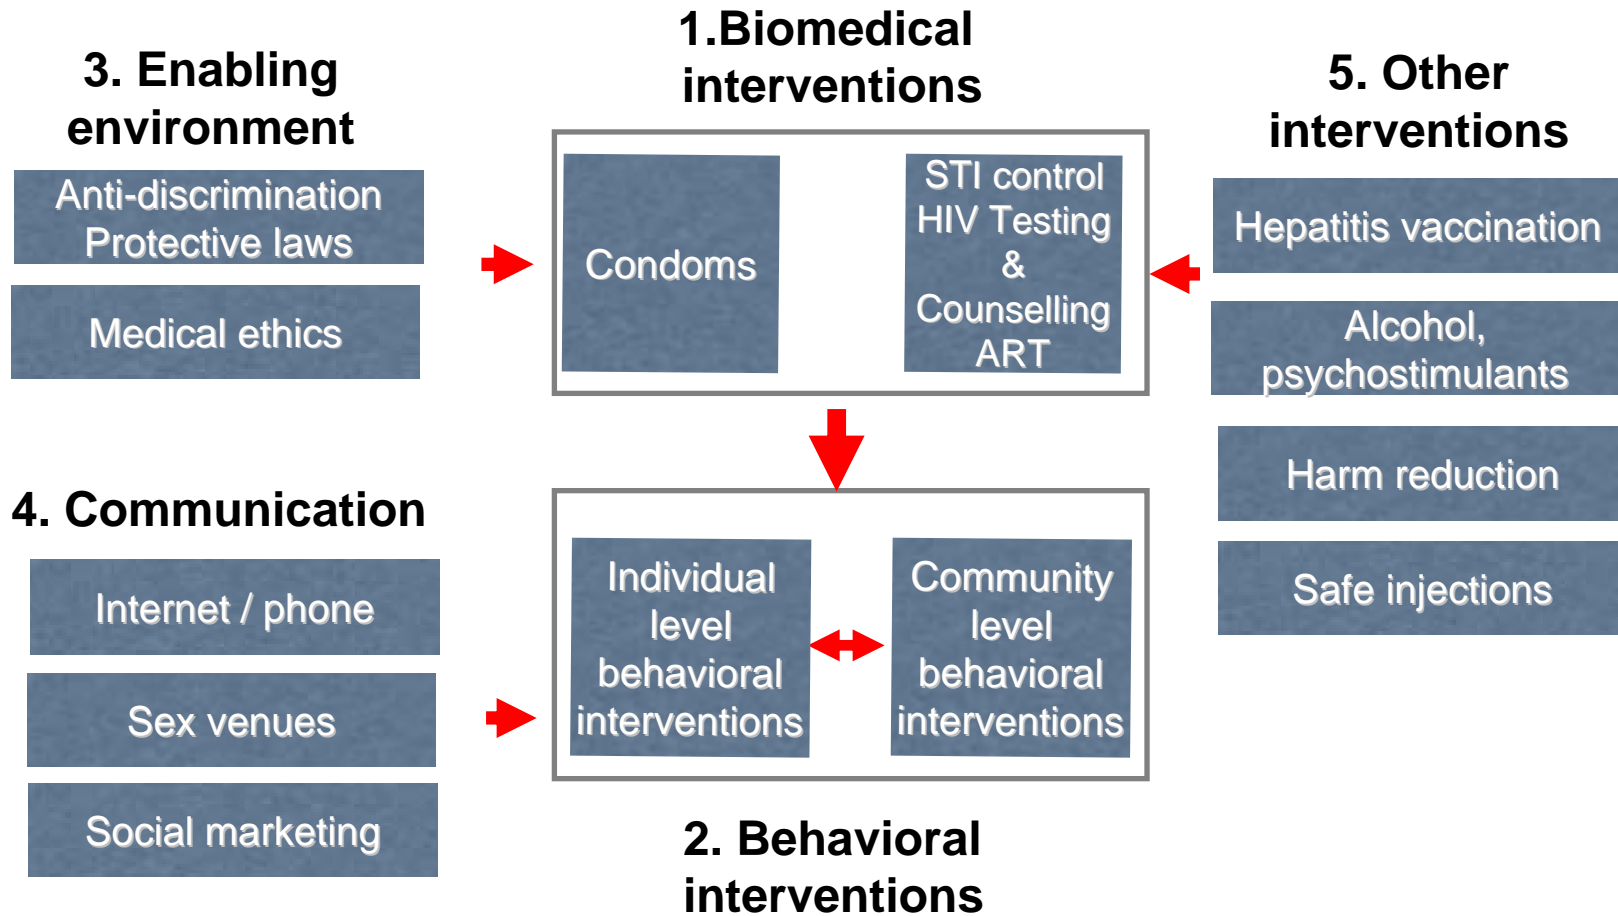 1.Biomedical
interventions
Condoms
STI control
HIV Testing
&
Counselling
ART
2. Behavioral
interventions
Individual
level
behavioral
interventions
Community
level
behavioral
interventions
3. Enabling
environment
Anti-discrimination
Protective laws
Medical ethics
4. Communication
Internet / phone
Sex venues
Social marketing
5. Other
interventions
Hepatitis vaccination
Alcohol,
psychostimulants
Harm reduction
Safe injections